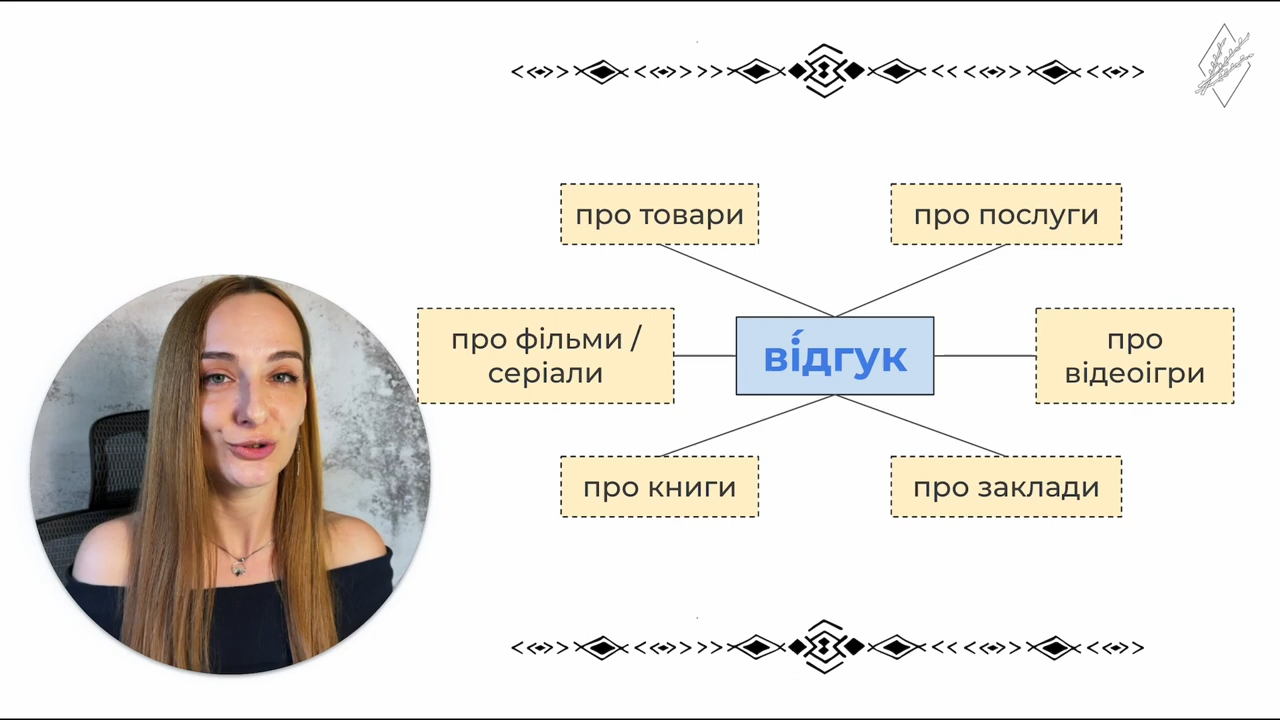 про товари
про послуги
про фільми /
серіали
ві́дгук
про
відеоігри
про книги
про заклади